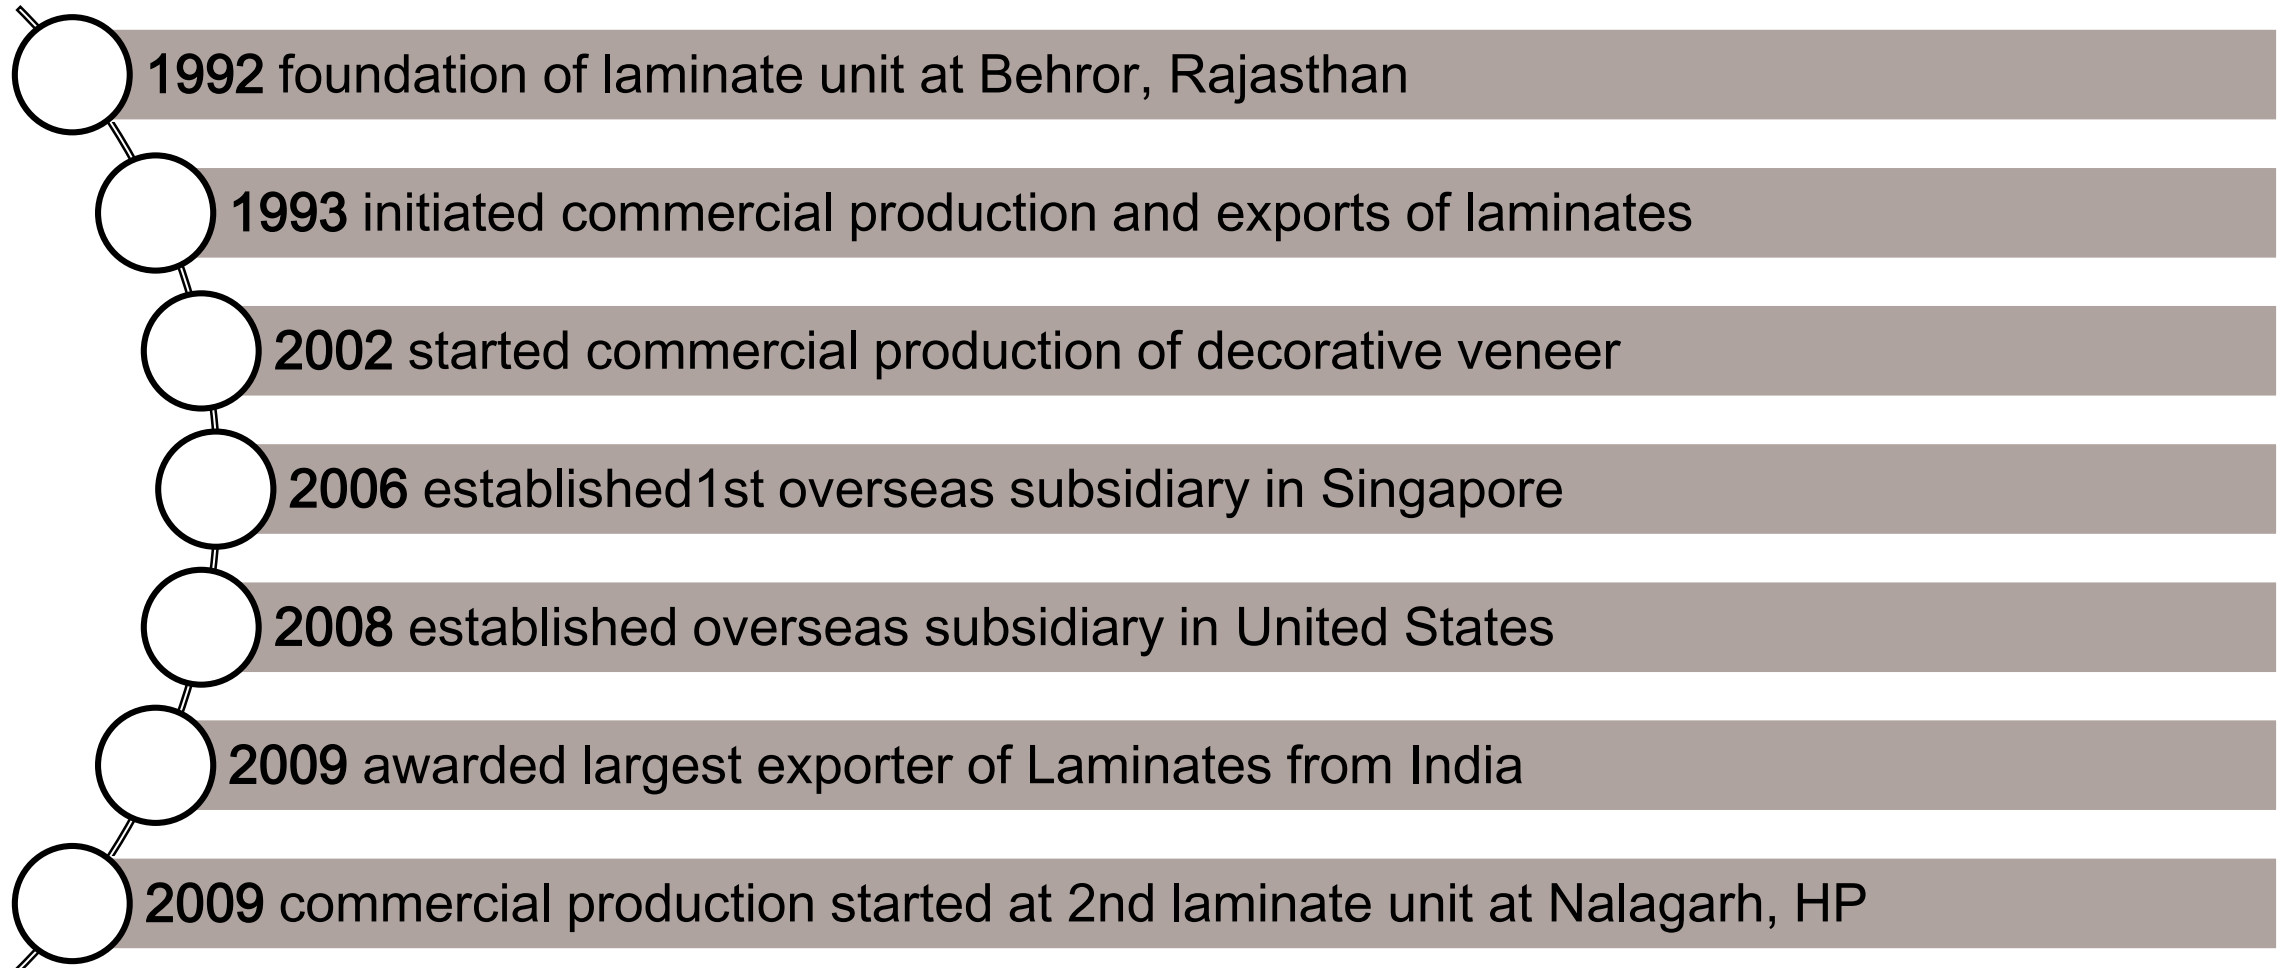 1992 foundation of laminate unit at Behror, Rajasthan
1993 initiated commercial production and exports of laminates
2002 started commercial production of decorative veneer
2006 established1st overseas subsidiary in Singapore
2008 established overseas subsidiary in United States
2009 awarded largest exporter of Laminates from India
2009 commercial production started at 2nd laminate unit at Nalagarh, HP